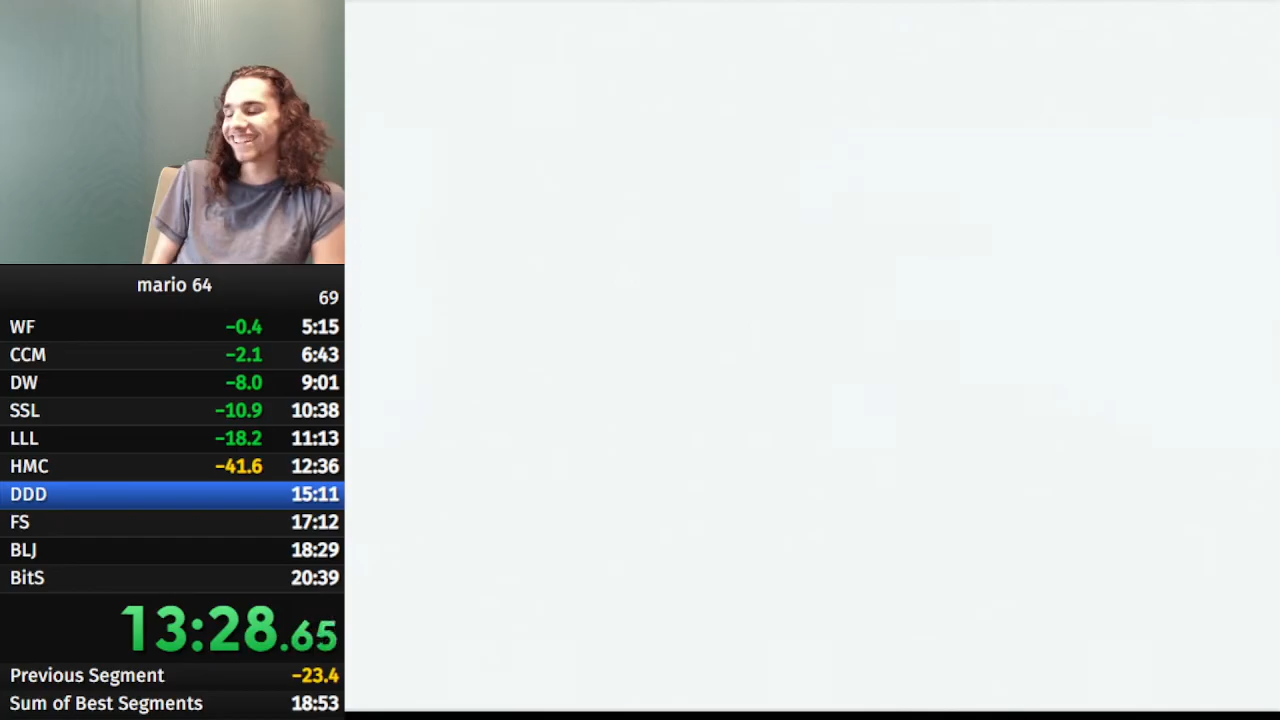 mario 64
69
WF -0.4 5:15
CCM -2.1 6:43
DW -8.0 9:01
SSL -10.9 10:38
LLL -18.2 11:13
HMC -41.6 12:36
DDD 15:11
FS 17:12
BLJ 18:29
BitS 20:39
13:28.65
Previous Segment -23.4
Sum of Best Segments 18:53